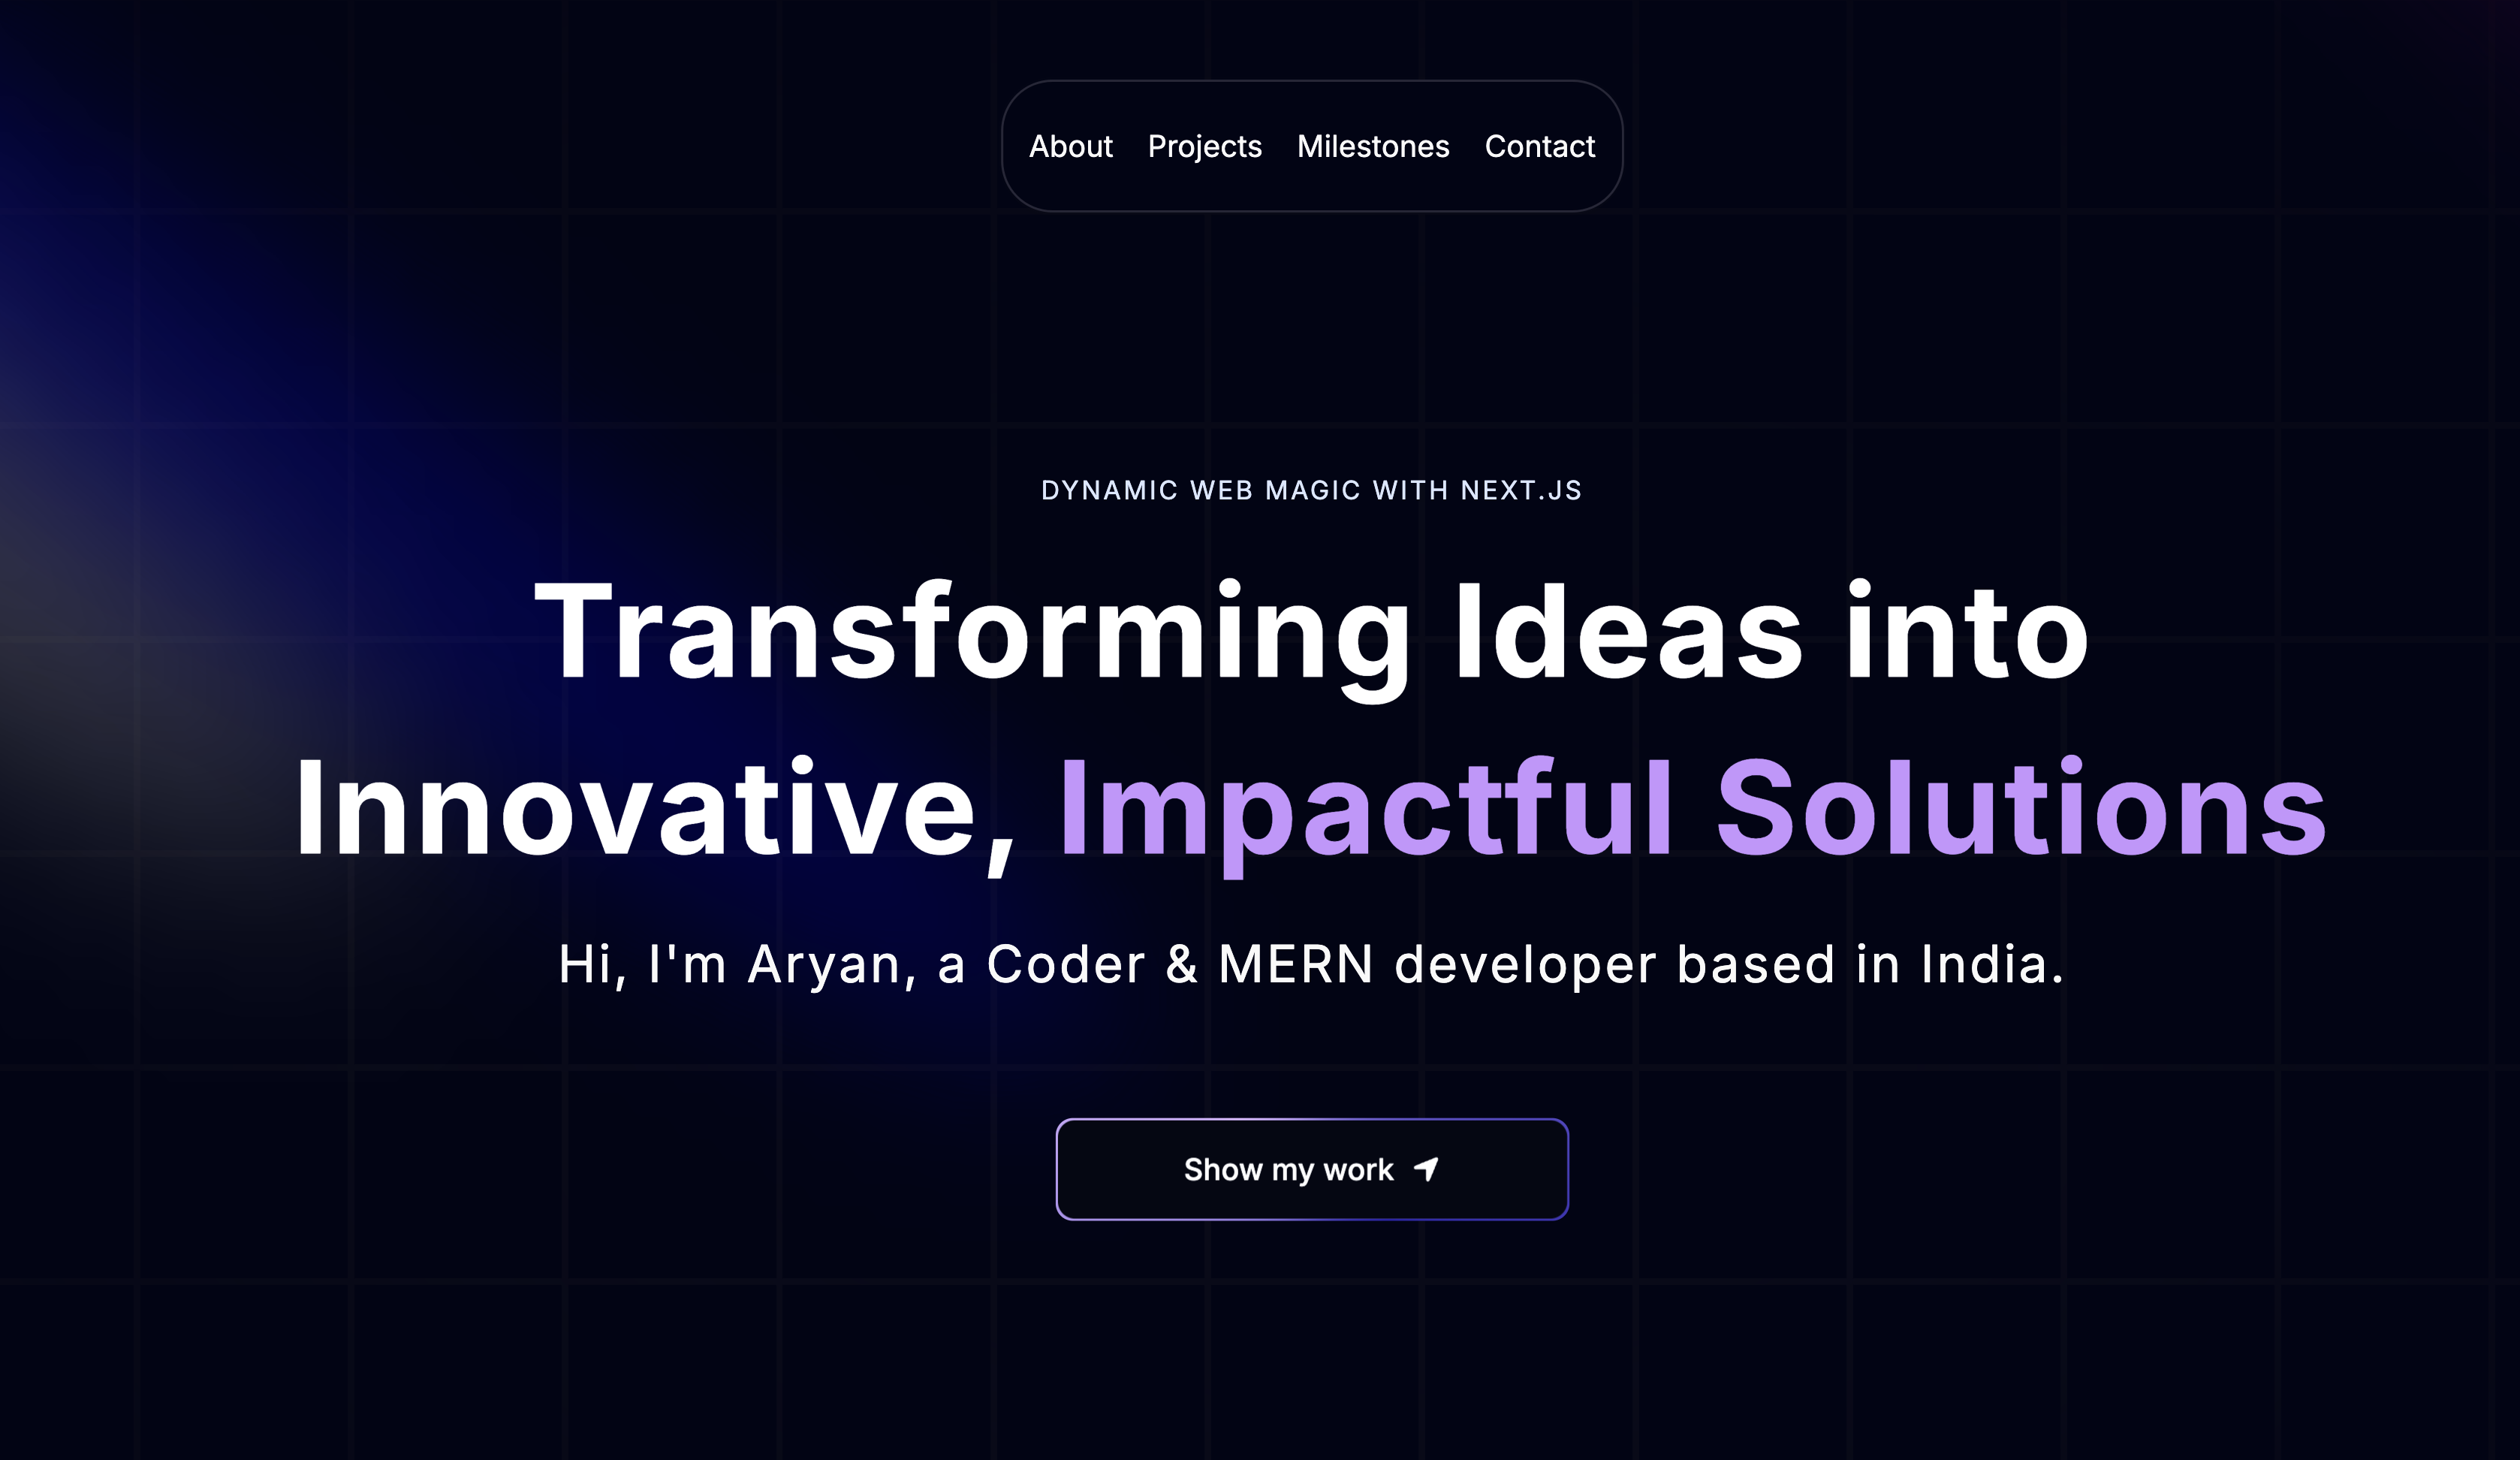 About Projects Milestones Contact
DYNAMIC WEB MAGIC WITH NEXT.JS
Transforming Ideas into
Innovative, Impactful Solutions
Hi, I'm Aryan, a Coder & MERN developer based in India.
Show my work